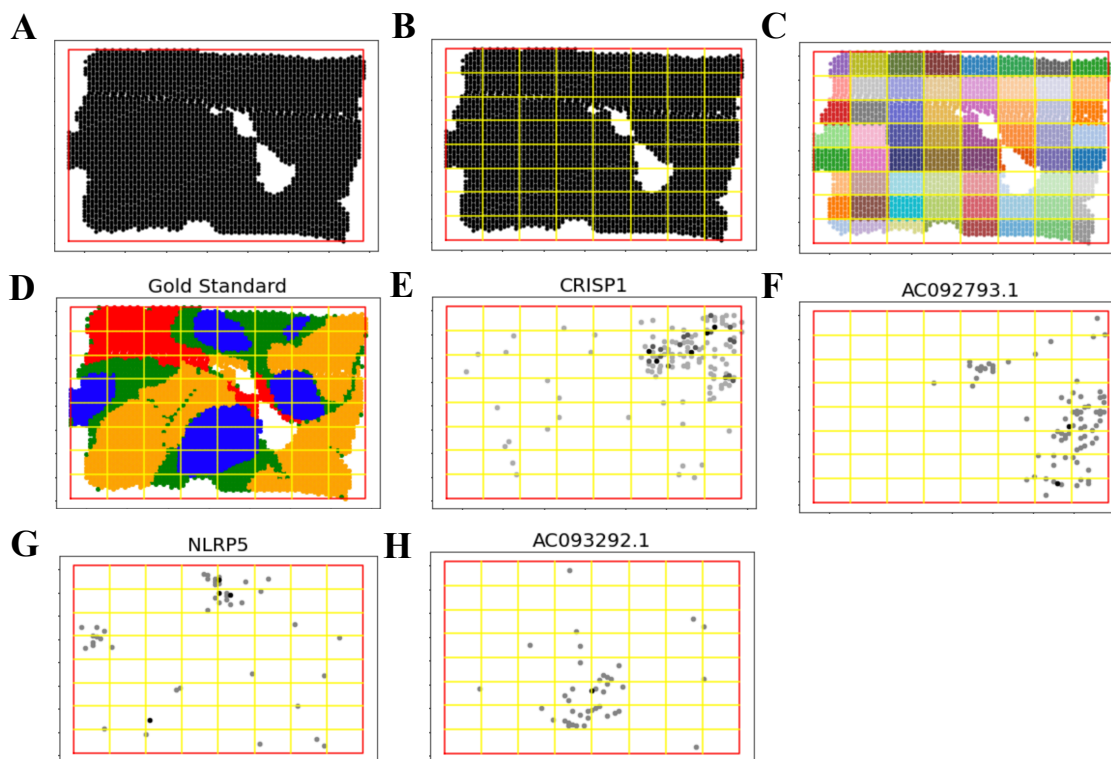 A
B
C
D
Gold Standard
E
CRISP1
F
AC092793.1
G
NLRP5
H
AC093292.1